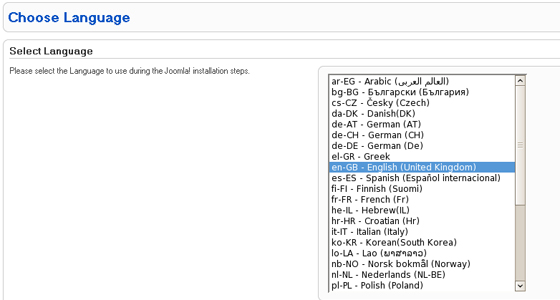 Choose Language
Select Language
Please select the Language to use during the Joomla! installation steps.
ar-EG - Arabic (العالم العربى)
bg-BG - Български (България)
cs-CZ - Česky (Czech)
da-DK - Danish(DK)
de-AT - German (AT)
de-CH - German (CH)
de-DE - German (De)
el-GR - Greek
en-GB - English (United Kingdom)
es-ES - Spanish (Español internacional)
fi-FI - Finnish (Suomi)
fr-FR - French (Fr)
he-IL - Hebrew(IL)
hr-HR - Croatian (Hr)
it-IT - Italian (Italy)
ko-KR - Korean(South Korea)
lo-LA - Lao (ພາສາລາວ)
nb-NO - Norsk bokmål (Norway)
nl-NL - Nederlands (NL-BE)
pl-PL - Polish (Poland)